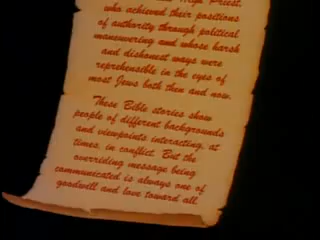 High Priest,
who achieved their positions
of authority through political
maneuvering and whose harsh
and dishonest ways were
reprehensible in the eyes of
most Jews both then and now.
These Bible stories show
people of different backgrounds
and viewpoints interacting, at
times, in conflict. But the
overriding message being
communicated is always one of
goodwill and love toward all.